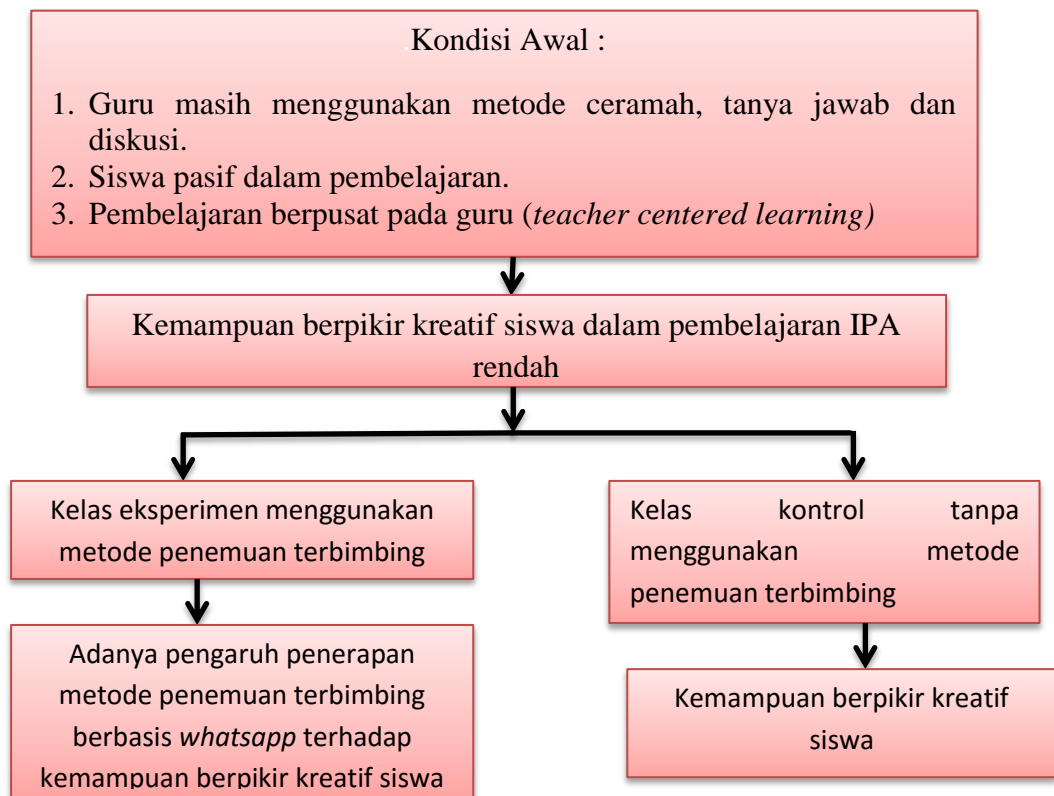 Kondisi Awal :
1. Guru masih menggunakan metode ceramah, tanya jawab dan
diskusi.
2. Siswa pasif dalam pembelajaran.
3. Pembelajaran berpusat pada guru (teacher centered learning)
Kemampuan berpikir kreatif siswa dalam pembelajaran IPA
rendah
Kelas eksperimen menggunakan
metode penemuan terbimbing
Kelas kontrol tanpa
menggunakan metode
penemuan terbimbing
Adanya pengaruh penerapan
metode penemuan terbimbing
berbasis whatsapp terhadap
kemampuan berpikir kreatif siswa
Kemampuan berpikir kreatif
siswa